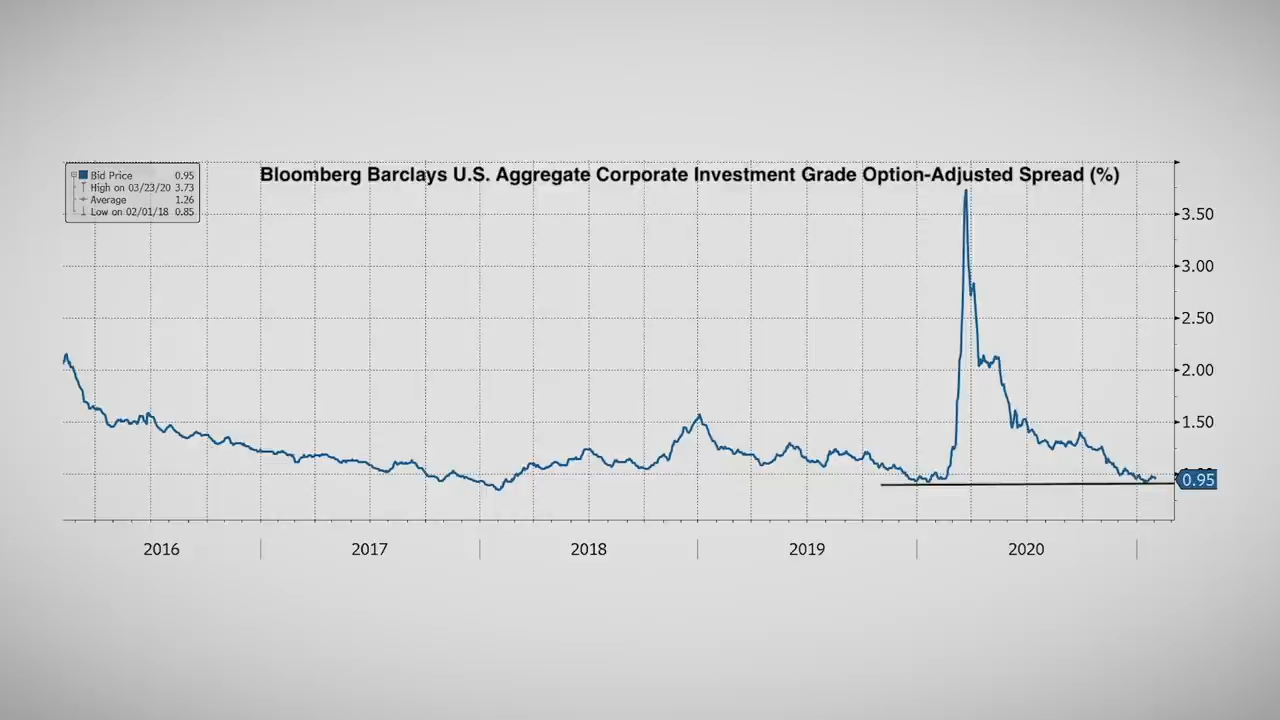 Bloomberg Barclays U.S. Aggregate Corporate Investment Grade Option-Adjusted Spread (%)
Bid Price 0.95
High on 03/23/20 3.73
Average 1.26
Low on 02/01/18 0.85
3.50
3.00
2.50
2.00
1.50
0.95
2016 2017 2018 2019 2020